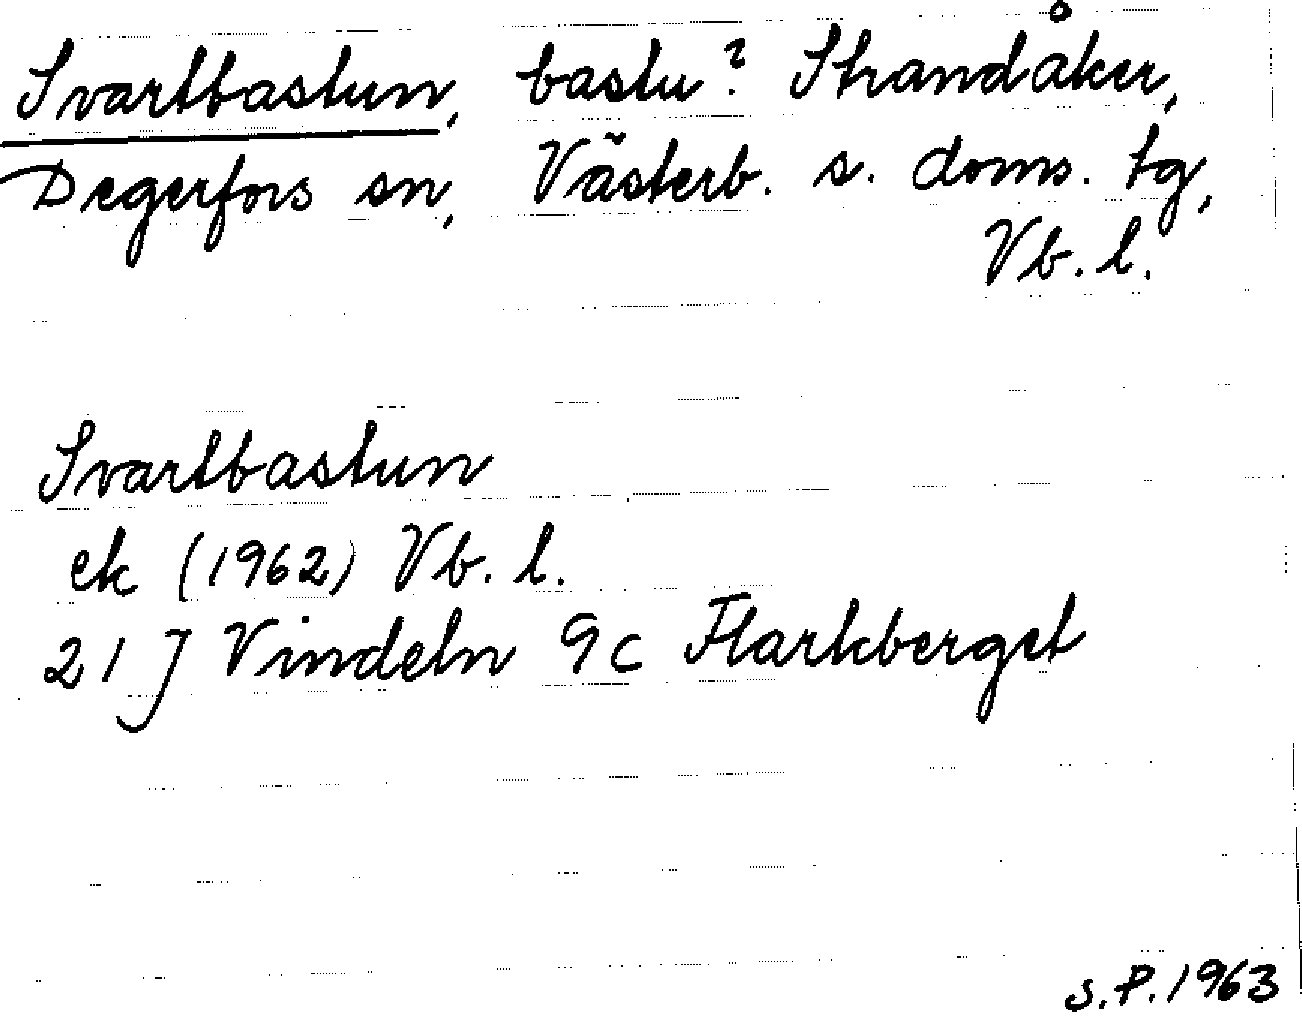 Svartbastun, bastu? Strandåker,
Degerfors sn, Västerb. s. doms. tg,
Vb. l.
Svartbastun
ek (1962) Vb. l.
21 J Vindeln 9c Flarkberget
S.P. 1963